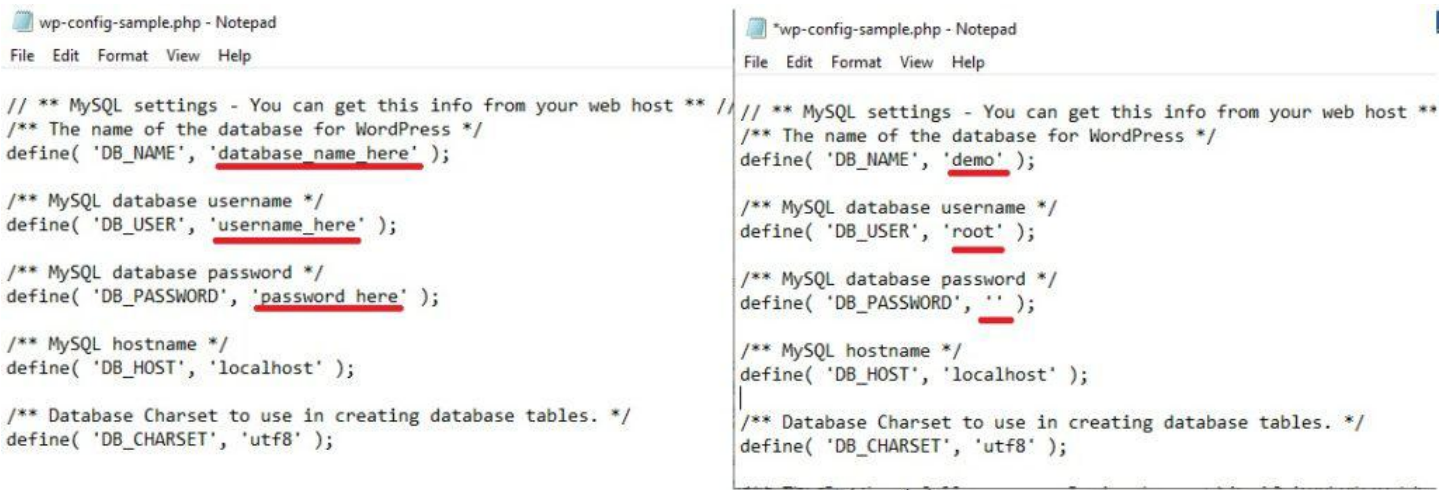 wp-config-sample.php - Notepad
File Edit Format View Help
// ** MySQL settings - You can get this info from your web host ** //
/** The name of the database for WordPress */
define( 'DB_NAME', 'database_name_here' );
/** MySQL database username */
define( 'DB_USER', 'username_here' );
/** MySQL database password */
define( 'DB_PASSWORD', 'password_here' );
/** MySQL hostname */
define( 'DB_HOST', 'localhost' );
/** Database Charset to use in creating database tables. */
define( 'DB_CHARSET', 'utf8' );
*wp-config-sample.php - Notepad
File Edit Format View Help
// ** MySQL settings - You can get this info from your web host **
/** The name of the database for WordPress */
define( 'DB_NAME', 'demo' );
/** MySQL database username */
define( 'DB_USER', 'root' );
/** MySQL database password */
define( 'DB_PASSWORD', '' );
/** MySQL hostname */
define( 'DB_HOST', 'localhost' );
/** Database Charset to use in creating database tables. */
define( 'DB_CHARSET', 'utf8' );